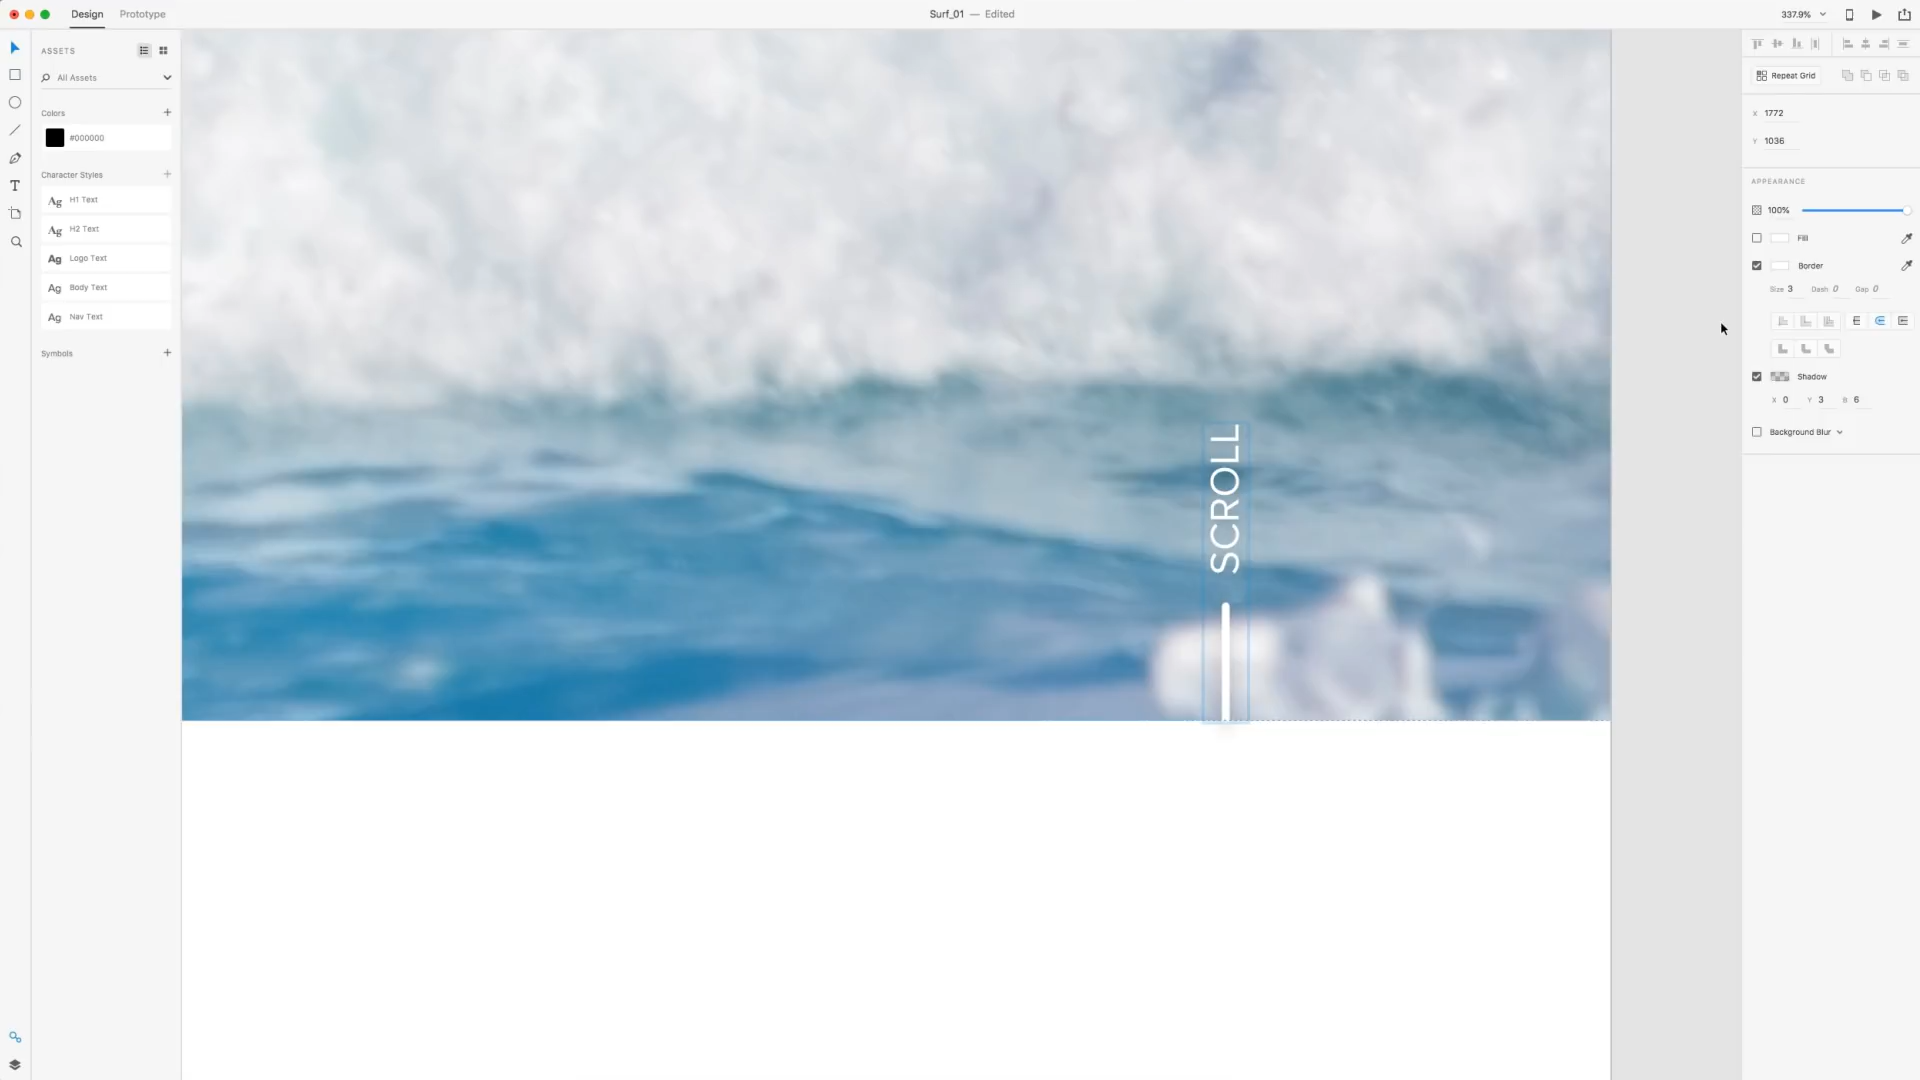 Design Prototype
Surf_01 — Edited
337.9%
ASSETS
All Assets
Colors
#000000
Character Styles
Ag H1 Text
Ag H2 Text
Ag Logo Text
Ag Body Text
Ag Nav Text
Symbols
SCROLL
Repeat Grid
X 1772
Y 1036
APPEARANCE
100%
Fill
Border
Size 3 Dash 0 Gap 0
Shadow
X 0 Y 3 B 6
Background Blur